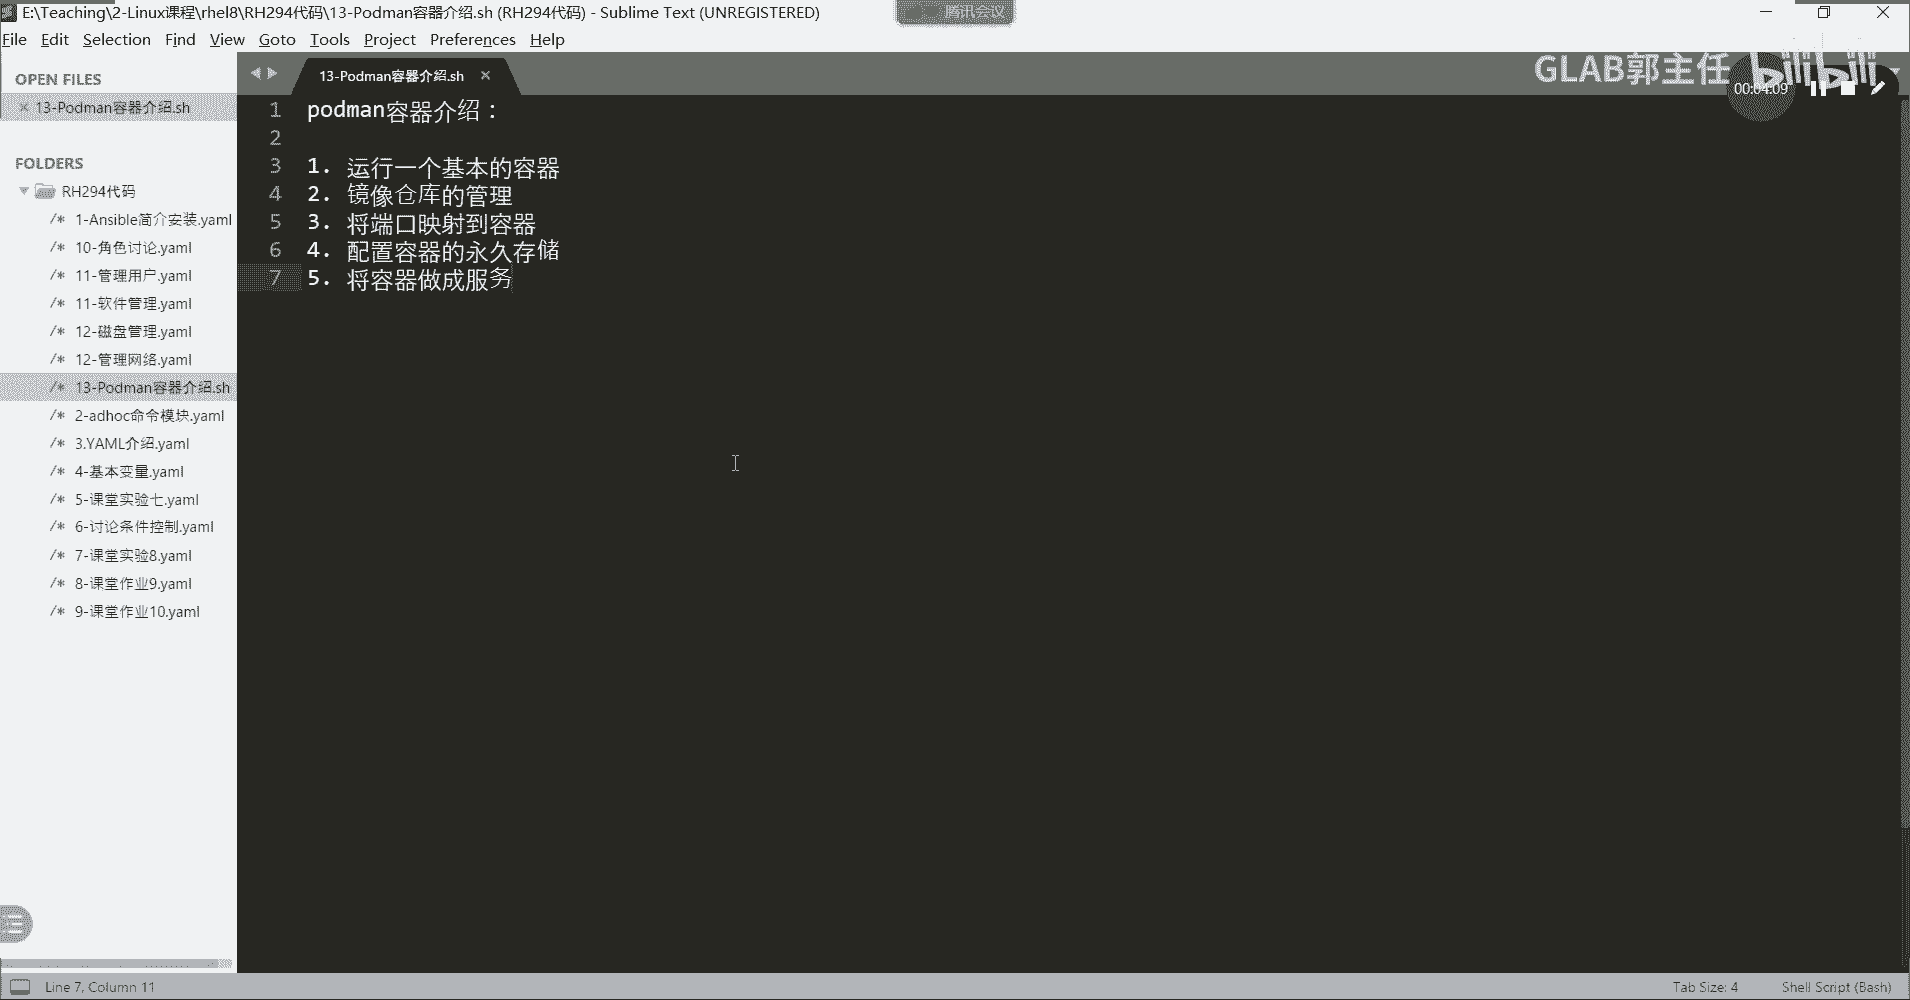 E:\Teaching\2-Linux课程\rhel8\RH294代码\13-Podman容器介绍.sh (RH294代码) - Sublime Text (UNREGISTERED)
腾讯会议
File Edit Selection Find View Goto Tools Project Preferences Help
GLAB郭主任 bilibili
00:04:09
OPEN FILES
13-Podman容器介绍.sh
FOLDERS
RH294代码
/* 1-Ansible简介安装.yaml
/* 10-角色讨论.yaml
/* 11-管理用户.yaml
/* 11-软件管理.yaml
/* 12-磁盘管理.yaml
/* 12-管理网络.yaml
/* 13-Podman容器介绍.sh
/* 2-adhoc命令模块.yaml
/* 3.YAML介绍.yaml
/* 4-基本变量.yaml
/* 5-课堂实验七.yaml
/* 6-讨论条件控制.yaml
/* 7-课堂实验8.yaml
/* 8-课堂作业9.yaml
/* 9-课堂作业10.yaml
13-Podman容器介绍.sh
1 podman容器介绍：
2
3 1. 运行一个基本的容器
4 2. 镜像仓库的管理
5 3. 将端口映射到容器
6 4. 配置容器的永久存储
7 5. 将容器做成服务
Line 7, Column 11
Tab Size: 4
Shell Script (Bash)